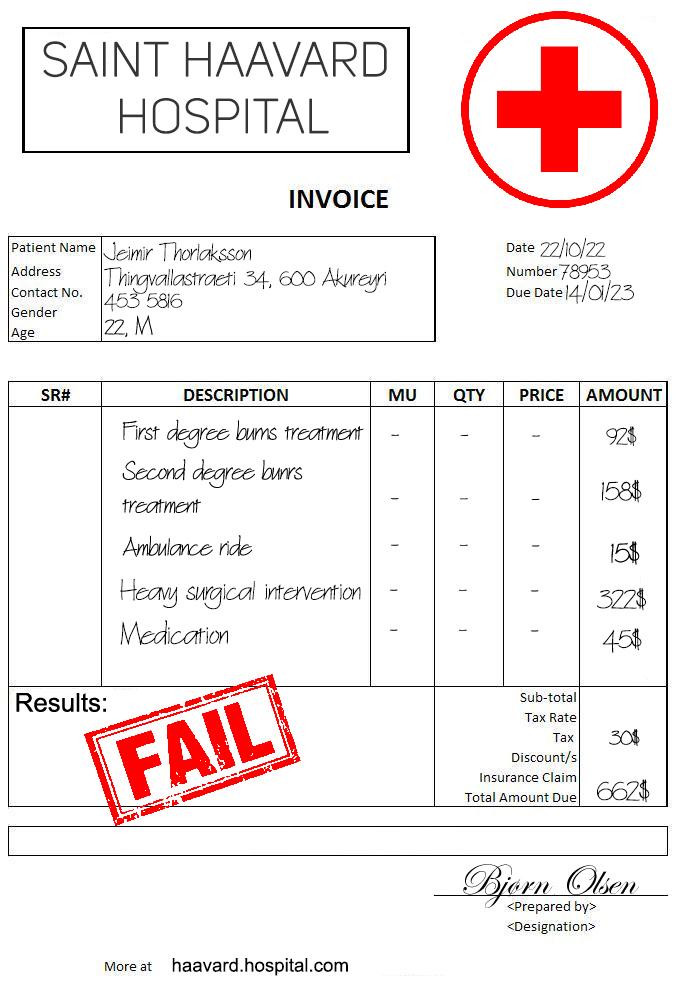 SAINT HAAVARD
HOSPITAL
INVOICE
Patient Name Jeimir Thorlaksson
Address Thingvallastraeti 34, 600 Akureyri
Contact No. 453 5816
Gender
Age 22, M
Date 22/10/22
Number 78953
Due Date 14/01/23
SR# DESCRIPTION MU QTY PRICE AMOUNT
First degree burns treatment - - - 92$
Second degree bunrs
treatment - - - 158$
Ambulance ride - - - 15$
Heavy surgical intervention - - - 322$
Medication - - - 45$
Results:
FAIL
Sub-total
Tax Rate
Tax 30$
Discount/s
Insurance Claim
Total Amount Due 662$
Bjørn Olsen
<Prepared by>
<Designation>
More at haavard.hospital.com